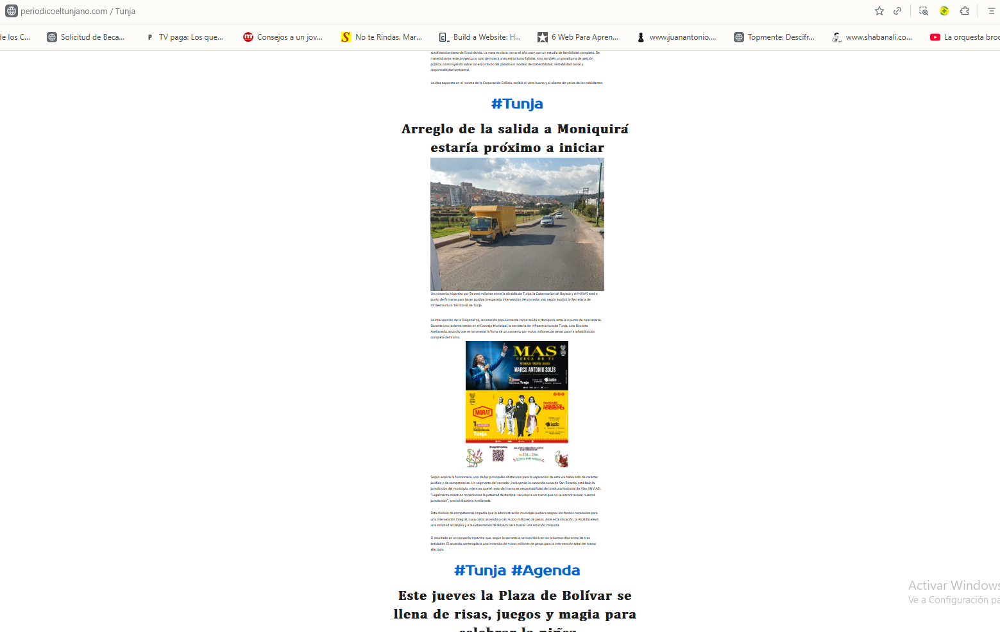 periodicoeltunjano.com / Tunja
de los C...
Solicitud de Beca...
TV paga: Los que...
Consejos a un jov...
No te Rindas. Mar...
Build a Website: H...
6 Web Para Apren...
www.juanantonio....
Topmente: Descifr...
www.shabanali.co...
La orquesta broc
autofinanciamiento de Ecovivienda. La meta es clara: cerrar el año 2025 con un estudio de factibilidad completo. De
materializarse, este proyecto no solo demolerá unas estructuras fallidas, sino también un paradigma de gestión
pública, construyendo sobre los escombros del pasado un modelo de sostenibilidad, rentabilidad social y
responsabilidad ambiental.
La idea expuesta en el recinto de la Corporación Edilicia, recibió el visto bueno y el aliento de varios de los cabildantes.
#Tunja
Arreglo de la salida a Moniquirá
estaría próximo a iniciar
Un convenio tripartito por $9.000 millones entre la Alcaldía de Tunja, la Gobernación de Boyacá y el INVIAS está a
punto de firmarse para hacer posible la esperada intervención del corredor vial, según explicó la Secretaría de
Infraestructura Territorial de Tunja.
La intervención de la Diagonal 38, reconocida popularmente como salida a Moniquirá, estaría a punto de concretarse.
Durante una reciente sesión en el Concejo Municipal, la secretaria de Infraestructura de Tunja, Lina Bautista
Avellaneda, anunció que es inminente la firma de un convenio por 9.000 millones de pesos para la rehabilitación
completa del tramo.
MAS
CERCA DE TI
WORLD TOUR 2025
MARCO ANTONIO SOLÍS
Tunja
MORAT
ASUNTOS
PENDIENTES
1
Tunja
Según explicó la funcionaria, uno de los principales obstáculos para la reparación de esta vía había sido de carácter
jurídico y de competencias. Un segmento del corredor, incluyendo la conocida curva de San Ricardo, está bajo la
jurisdicción del municipio, mientras que el resto del tramo es responsabilidad del Instituto Nacional de Vías (INVIAS).
"Legalmente nosotros no teníamos la potestad de destinar recursos a un tramo que no se encontrara en nuestra
jurisdicción", precisó Bautista Avellaneda.
Esta división de competencias impedía que la administración municipal pudiera asignar los fondos necesarios para
una intervención integral, cuyo costo ascendía a casi 9.000 millones de pesos. Ante esta situación, la Alcaldía elevó
una solicitud al INVIAS y a la Gobernación de Boyacá para buscar una solución conjunta.
El resultado es un convenio tripartito que, según la secretaria, se suscribirá en los próximos días entre las tres
entidades. El acuerdo contemplaría una inversión de 9.000 millones de pesos para la intervención total del tramo
afectado.
#Tunja #Agenda
Este jueves la Plaza de Bolívar se
llena de risas, juegos y magia para
celebrar la niñez
Activar Windows
Ve a Configuración pa